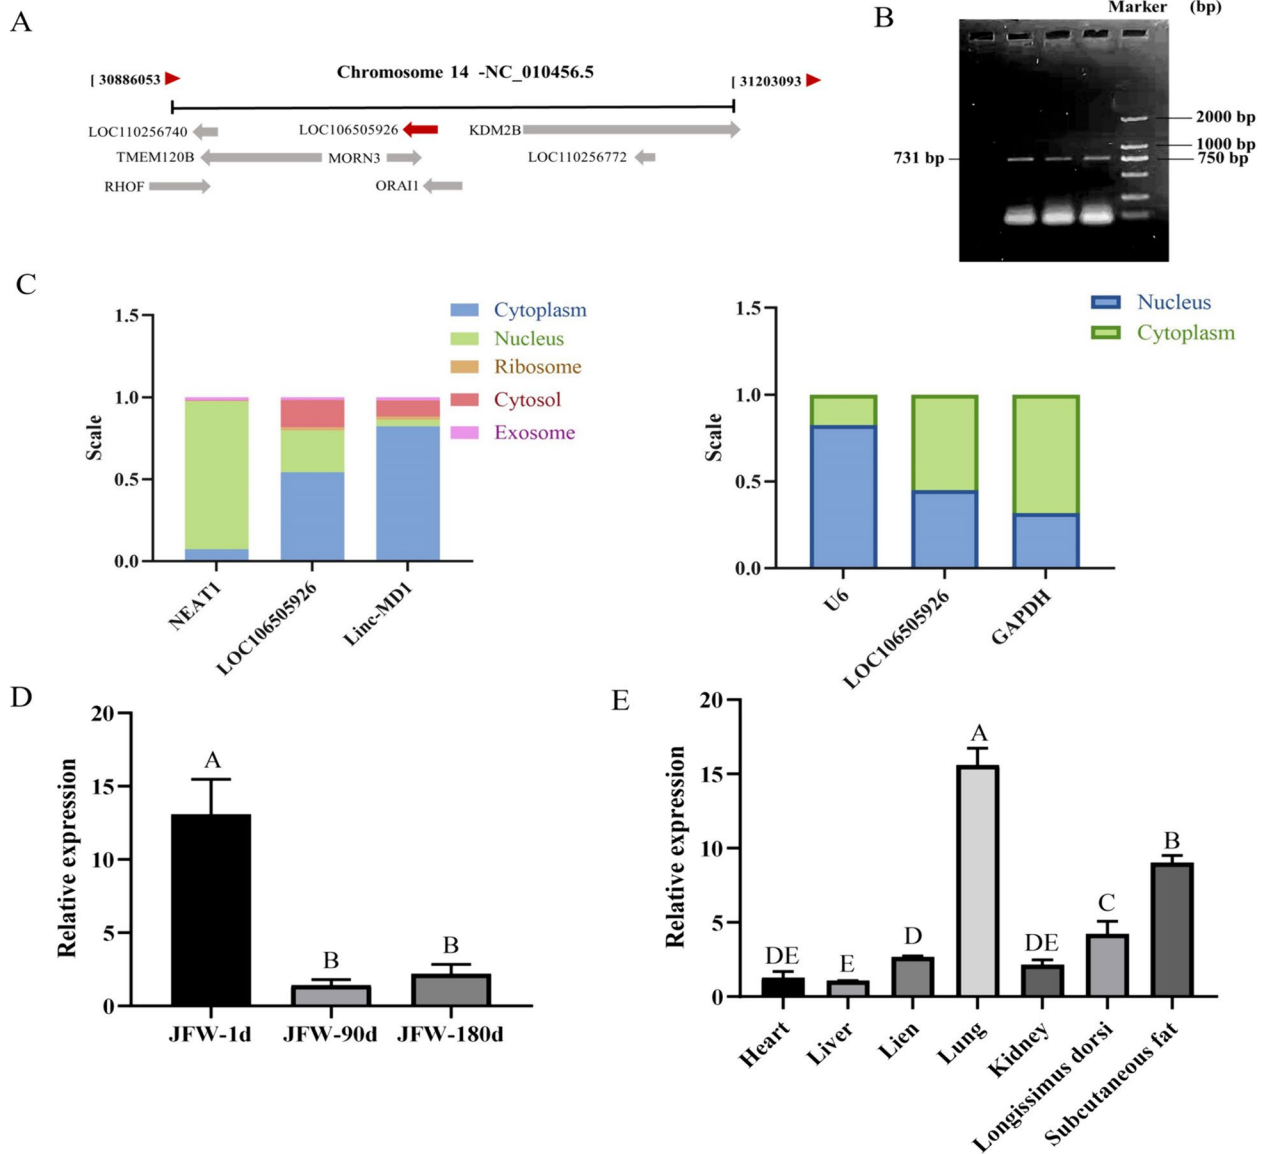 A
[ 30886053
Chromosome 14 -NC_010456.5
[ 31203093
LOC110256740
LOC106505926
KDM2B
TMEM120B
MORN3
LOC110256772
RHOF
ORAI1
B
Marker (bp)
2000 bp
1000 bp
731 bp
750 bp
C
1.5
1.0
0.5
0.0
Scale
NEAT1
LOC106505926
Linc-MD1
Cytoplasm
Nucleus
Ribosome
Cytosol
Exosome
1.5
1.0
0.5
0.0
Scale
U6
LOC106505926
GAPDH
Nucleus
Cytoplasm
D
20
15
10
5
0
Relative expression
A
B
B
JFW-1d
JFW-90d
JFW-180d
E
20
15
10
5
0
Relative expression
DE
E
D
A
DE
C
B
Heart
Liver
Lien
Lung
Kidney
Longissimus dorsi
Subcutaneous fat